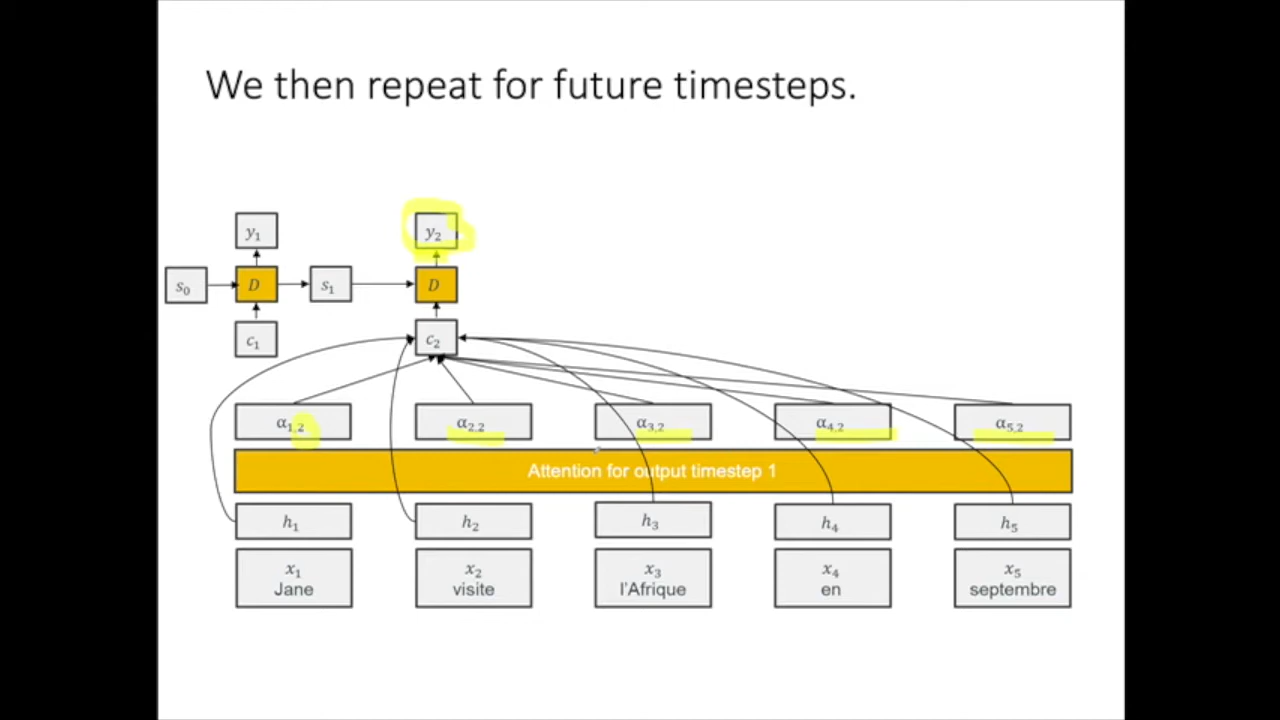 We then repeat for future timesteps.
y₁ y₂
s₀ D s₁ D
c₁ c₂
α₁,₂ α₂,₂ α₃,₂ α₄,₂ α₅,₂
Attention for output timestep 1
h₁ h₂ h₃ h₄ h₅
x₁ x₂ x₃ x₄ x₅
Jane visite l'Afrique en septembre